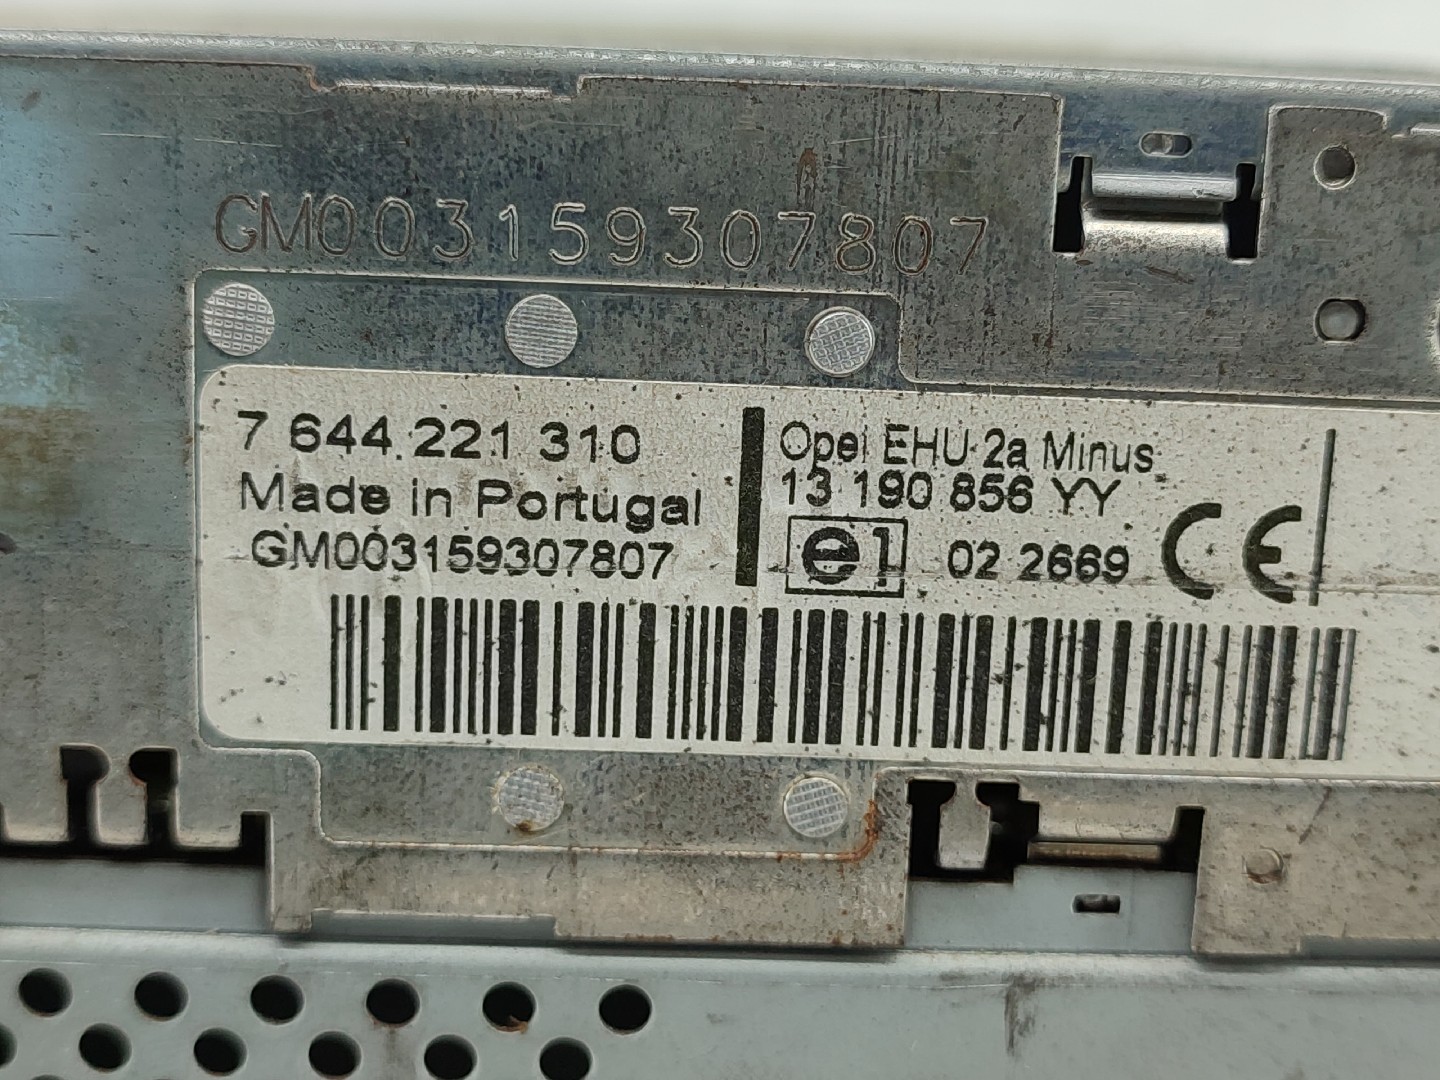 GM003159307807
7 644 221 310
Made in Portugal
GM003159307807
Opel EHU 2a Minus
13 190 856 YY
e1 02 2669 CE